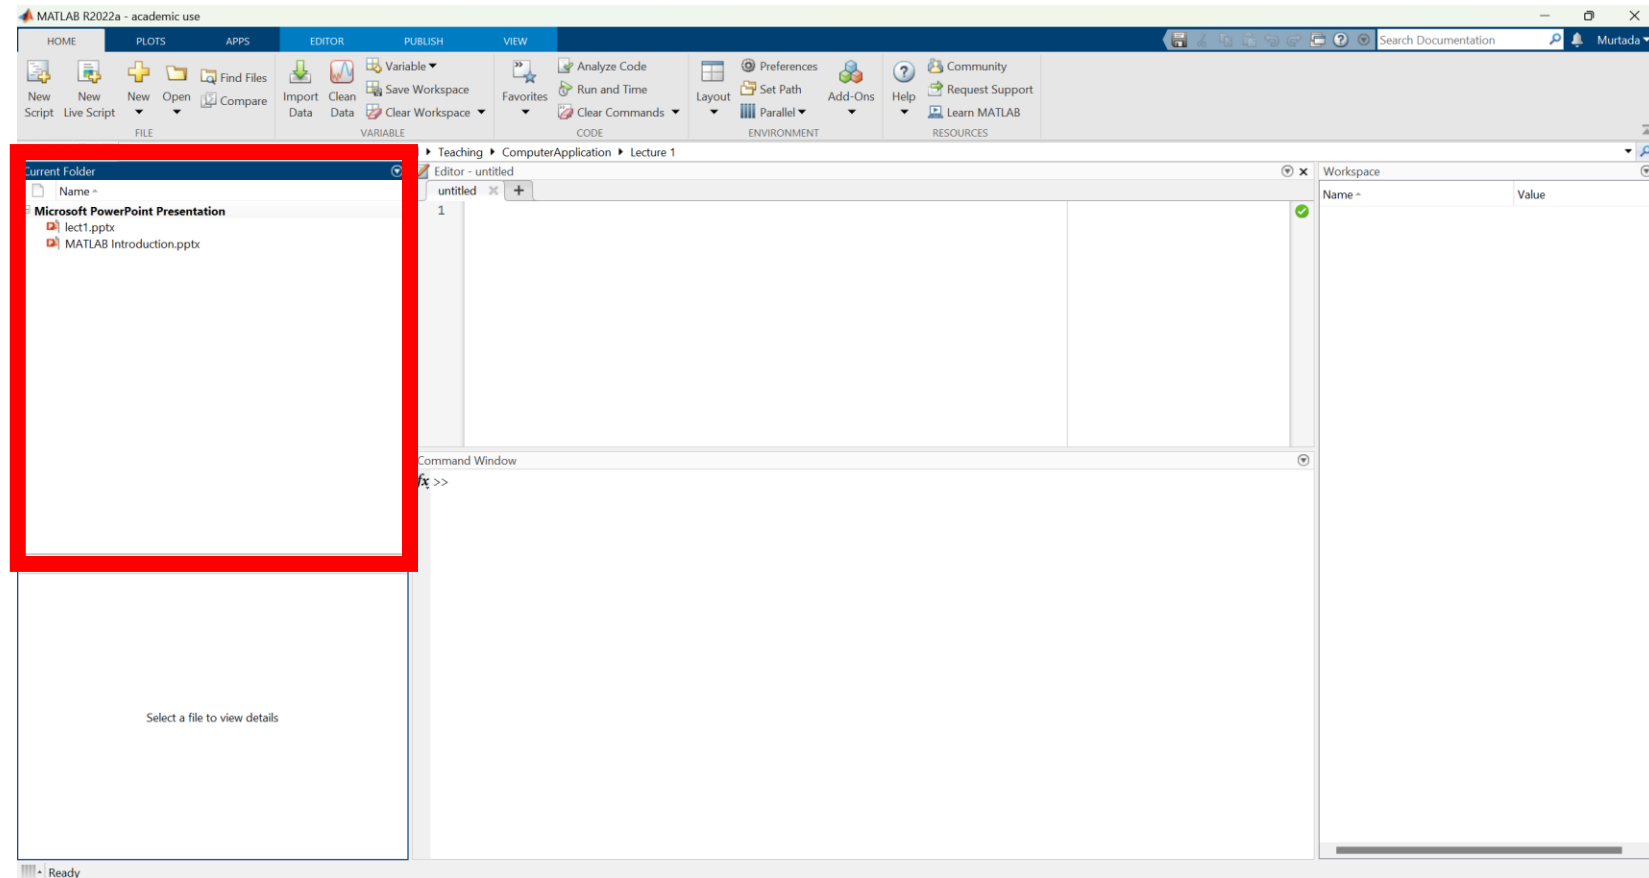 MATLAB R2022a - academic use
HOME PLOTS APPS EDITOR PUBLISH VIEW Search Documentation Murtada
New Script
New Live Script
New
Open
Find Files
Compare
FILE
Import Data
Clean Data
Variable
Save Workspace
Clear Workspace
VARIABLE
Favorites
Analyze Code
Run and Time
Clear Commands
CODE
Layout
Preferences
Set Path
Parallel
Add-Ons
ENVIRONMENT
Help
Community
Request Support
Learn MATLAB
RESOURCES
Teaching ComputerApplication Lecture 1
Current Folder
Name
Microsoft PowerPoint Presentation
lect1.pptx
MATLAB Introduction.pptx
Select a file to view details
Editor - untitled
untitled
1
Command Window
fx >>
Workspace
Name Value
Ready